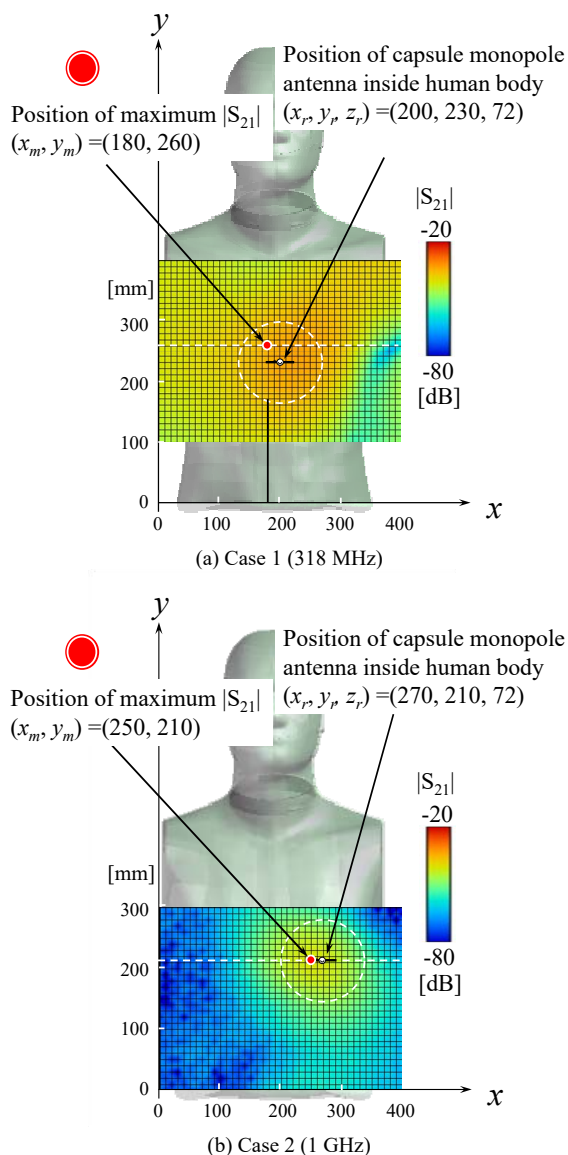 y
Position of capsule monopole
antenna inside human body
(xᵣ, yᵣ, zᵣ) =(200, 230, 72)
Position of maximum |S₂₁|
(xₘ, yₘ) =(180, 260)
|S₂₁|
-20
-80
[dB]
[mm]
300
200
100
0
0 100 200 300 400
x
(a) Case 1 (318 MHz)
y
Position of capsule monopole
antenna inside human body
(xᵣ, yᵣ, zᵣ) =(270, 210, 72)
Position of maximum |S₂₁|
(xₘ, yₘ) =(250, 210)
|S₂₁|
-20
-80
[dB]
[mm]
300
200
100
0
0 100 200 300 400
x
(b) Case 2 (1 GHz)